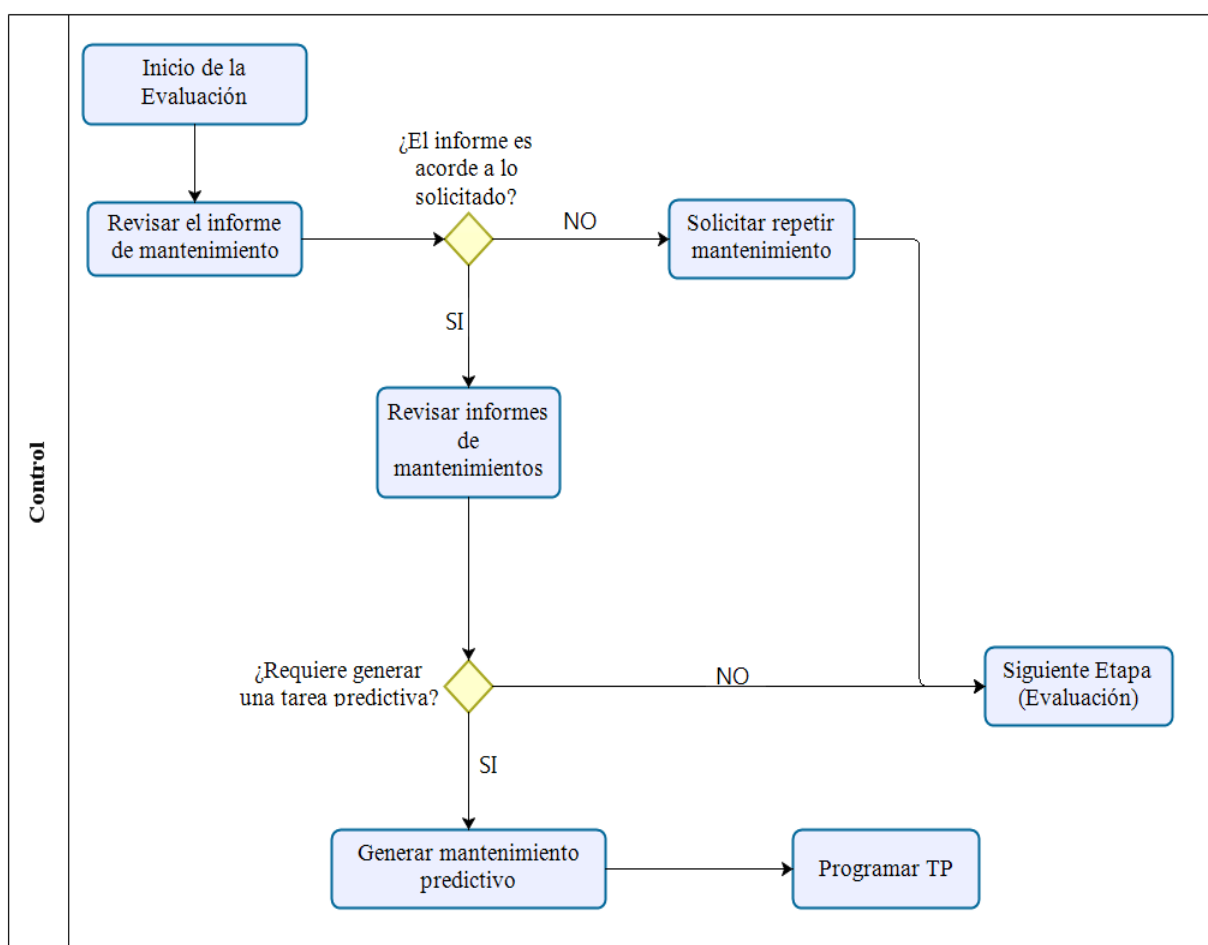 Inicio de la
Evaluación
¿El informe es
acorde a lo
solicitado?
Revisar el informe
de mantenimiento
NO
Solicitar repetir
mantenimiento
SI
Revisar informes
de
mantenimientos
Control
¿Requiere generar
una tarea predictiva?
NO
Siguiente Etapa
(Evaluación)
SI
Generar mantenimiento
predictivo
Programar TP